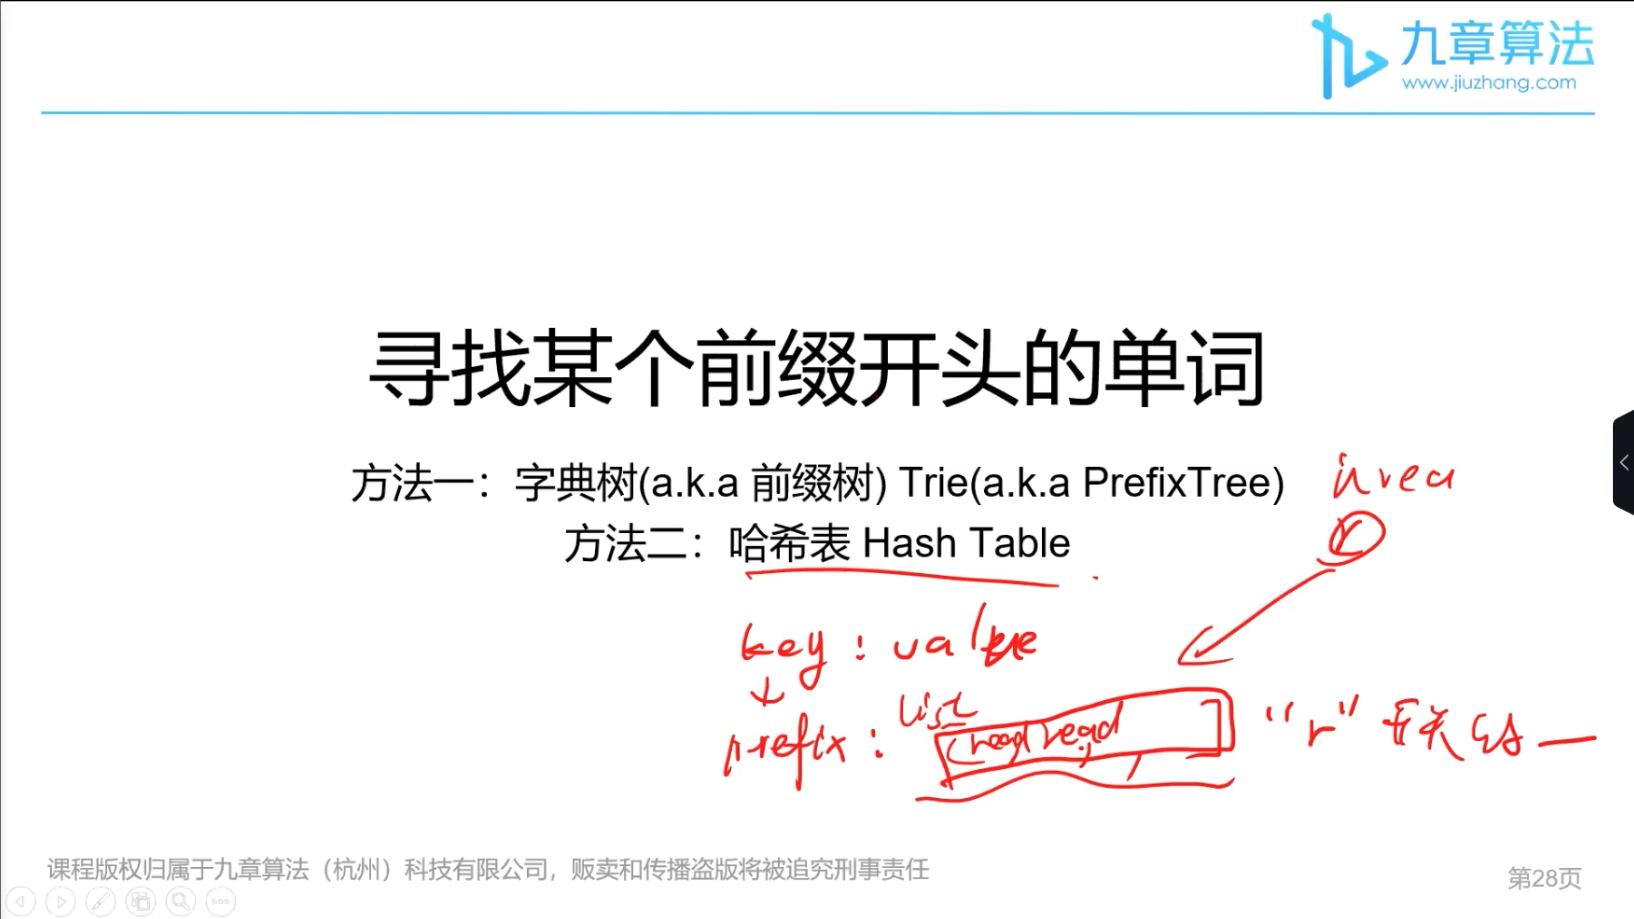 九章算法
www.jiuzhang.com
寻找某个前缀开头的单词
方法一：字典树(a.k.a 前缀树) Trie(a.k.a PrefixTree)
方法二：哈希表 Hash Table
r
key : value
prefix : list
[read read, ]
“r” 开头的
课程版权归属于九章算法（杭州）科技有限公司，贩卖和传播盗版将被追究刑事责任
第28页